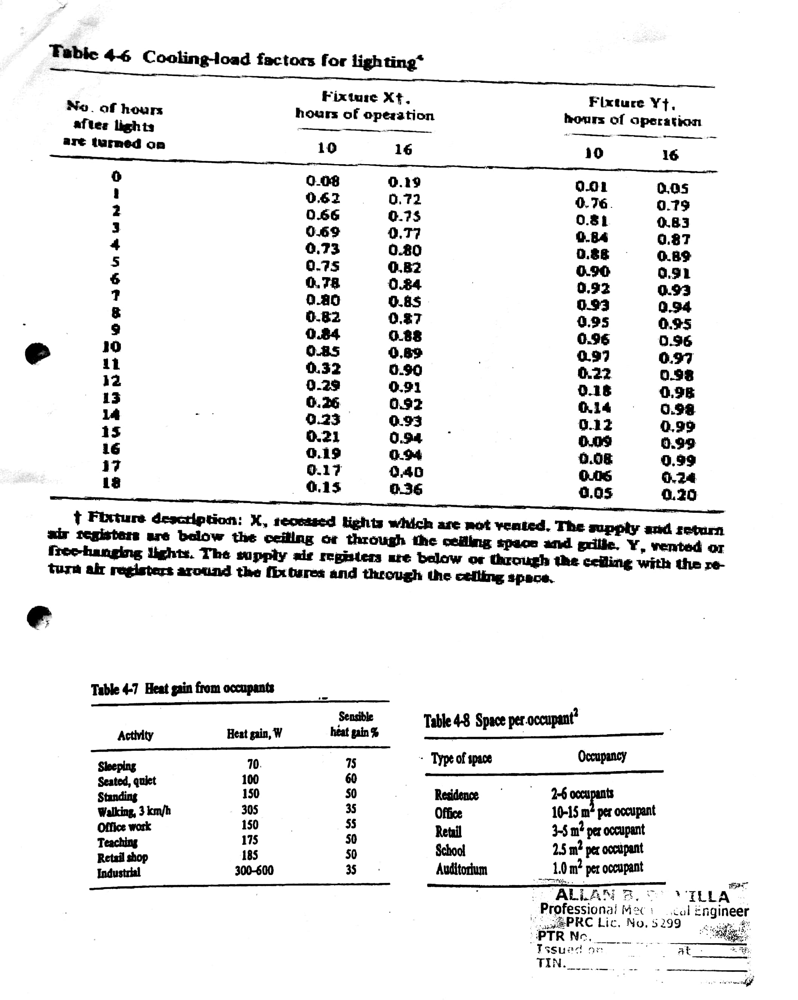 Table 4-6 Cooling-load factors for lighting⁴
No. of hours after lights are turned on
Fixture X†, hours of operation
Fixture Y†, hours of operation
10 16 10 16
0 0.08 0.19 0.01 0.05
1 0.62 0.72 0.76 0.79
2 0.66 0.75 0.81 0.83
3 0.69 0.77 0.84 0.87
4 0.73 0.80 0.88 0.89
5 0.75 0.82 0.90 0.91
6 0.78 0.84 0.92 0.93
7 0.80 0.85 0.93 0.94
8 0.82 0.87 0.95 0.95
9 0.84 0.88 0.96 0.96
10 0.85 0.89 0.97 0.97
11 0.32 0.90 0.22 0.98
12 0.29 0.91 0.18 0.98
13 0.26 0.92 0.14 0.98
14 0.23 0.93 0.12 0.99
15 0.21 0.94 0.09 0.99
16 0.19 0.94 0.08 0.99
17 0.17 0.40 0.06 0.24
18 0.15 0.36 0.05 0.20
† Fixture description: X, recessed lights which are not vented. The supply and return
air registers are below the ceiling or through the ceiling space and grille. Y, vented or
free-hanging lights. The supply air registers are below or through the ceiling with the re-
turn air registers around the fixtures and through the ceiling space.
Table 4-7 Heat gain from occupants
Activity Heat gain, W Sensible heat gain %
Sleeping 70 75
Seated, quiet 100 60
Standing 150 50
Walking, 3 km/h 305 35
Office work 150 55
Teaching 175 50
Retail shop 185 50
Industrial 300-600 35
Table 4-8 Space per occupant²
Type of space Occupancy
Residence 2-6 occupants
Office 10-15 m² per occupant
Retail 3-5 m² per occupant
School 2.5 m² per occupant
Auditorium 1.0 m² per occupant
ALLAN B.
Professional Mechanical Engineer
PRC Lic. No. 5299
PTR No.
Issued on at
TIN.